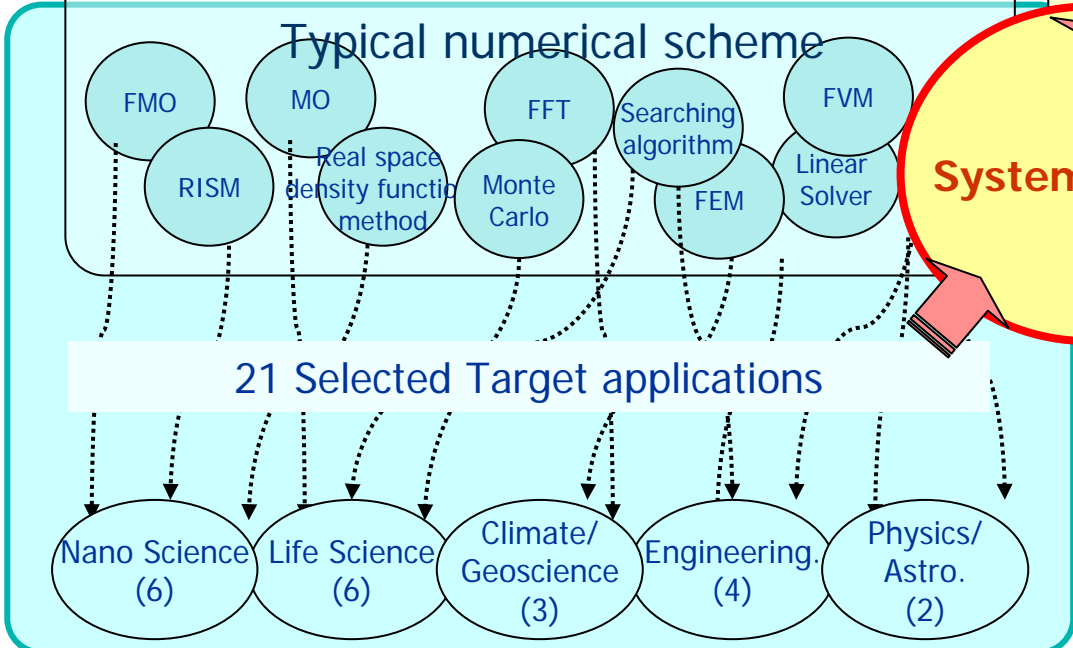 Typical numerical scheme
FMO
MO
FFT
Searching
algorithm
FVM
RISM
Real space
density functio
method
Monte
Carlo
FEM
Linear
Solver
System
21 Selected Target applications
Nano Science
(6)
Life Science
(6)
Climate/
Geoscience
(3)
Engineering.
(4)
Physics/
Astro.
(2)